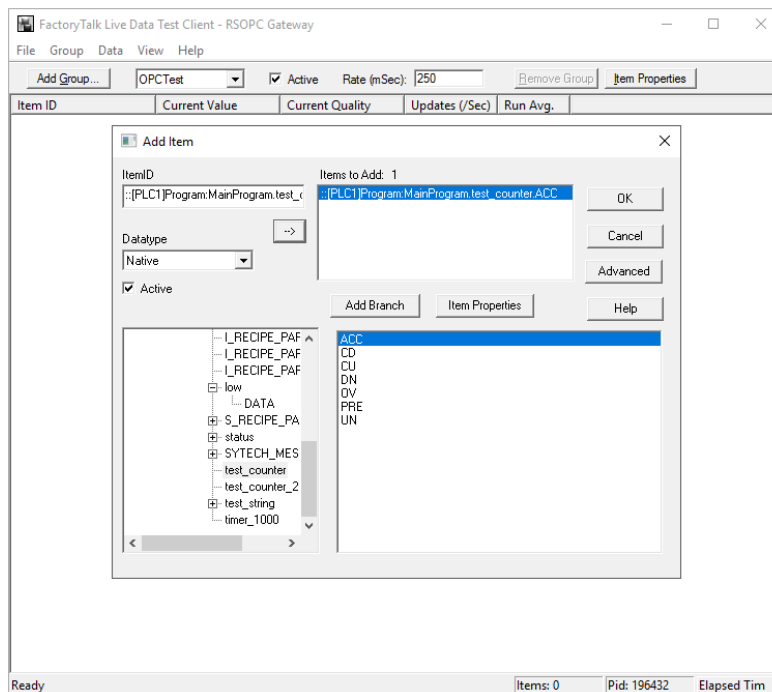 FactoryTalk Live Data Test Client - RSOPC Gateway
File Group Data View Help
Add Group... OPCTest Active Rate (mSec): 250 Remove Group Item Properties
Item ID Current Value Current Quality Updates (/Sec) Run Avg.
Add Item
ItemID Items to Add: 1
::[PLC1]Program:MainProgram.test_c ::[PLC1]Program:MainProgram.test_counter.ACC OK
-->
Datatype Cancel
Native
Advanced
Active
Add Branch Item Properties Help
I_RECIPE_PAF
I_RECIPE_PAF
I_RECIPE_PAF
low
DATA
S_RECIPE_PA
status
SYTECH_MES
test_counter
test_counter_2
test_string
timer_1000
ACC
CD
CU
DN
OV
PRE
UN
Ready Items: 0 Pid: 196432 Elapsed Tim